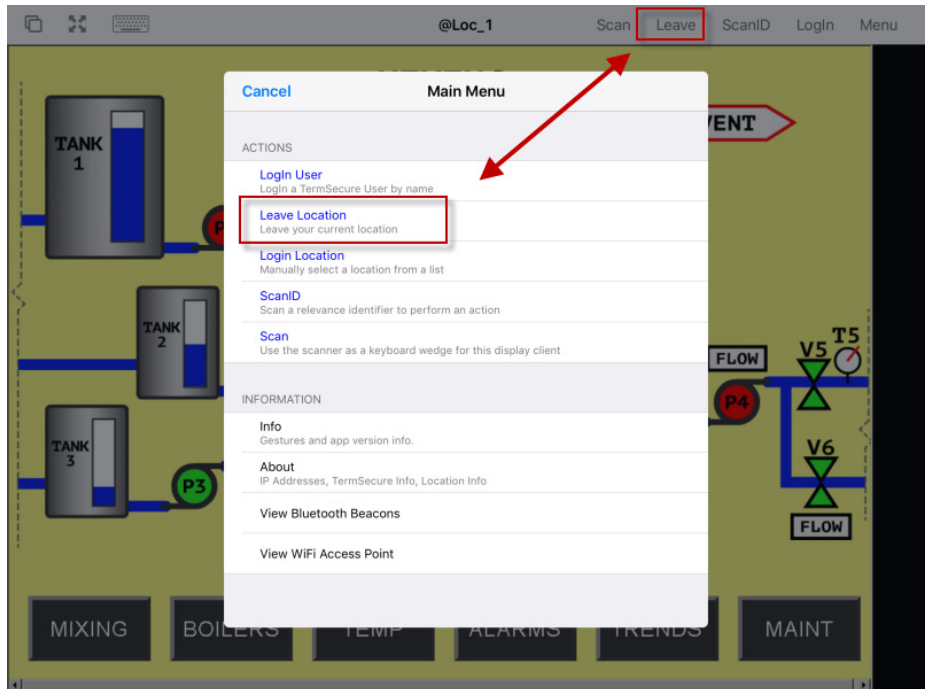 @Loc_1 Scan Leave ScanID LogIn Menu
Cancel Main Menu
VENT
ACTIONS
LogIn User
LogIn a TermSecure User by name
Leave Location
Leave your current location
Login Location
Manually select a location from a list
ScanID
Scan a relevance identifier to perform an action
Scan
Use the scanner as a keyboard wedge for this display client
INFORMATION
Info
Gestures and app version info.
About
IP Addresses, TermSecure Info, Location Info
View Bluetooth Beacons
View WiFi Access Point
TANK
1
TANK
2
TANK
3
P3
FLOW
V5
T5
P4
V6
FLOW
MIXING BOILERS TEMP ALARMS TRENDS MAINT